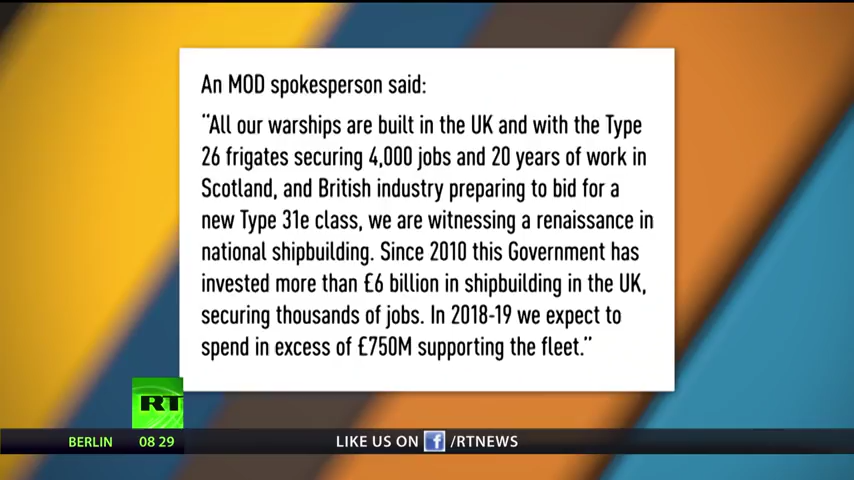 An MOD spokesperson said:
"All our warships are built in the UK and with the Type
26 frigates securing 4,000 jobs and 20 years of work in
Scotland, and British industry preparing to bid for a
new Type 31e class, we are witnessing a renaissance in
national shipbuilding. Since 2010 this Government has
invested more than £6 billion in shipbuilding in the UK,
securing thousands of jobs. In 2018-19 we expect to
spend in excess of £750M supporting the fleet."
RT
BERLIN 08 29 LIKE US ON f /RTNEWS